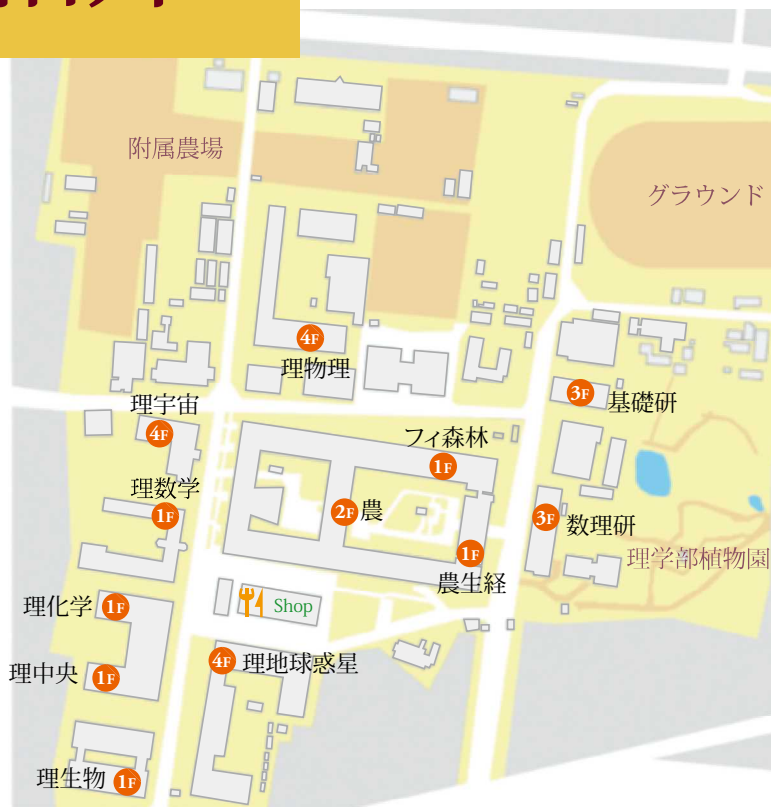 附属農場
グラウンド
4F
理物理
理宇宙
4F
3F
基礎研
フィ森林
1F
理数学
1F
2F 農
3F 数理研
1F
農生経
理学部植物園
理化学 1F
Shop
理中央 1F
4F 理地球惑星
理生物 1F